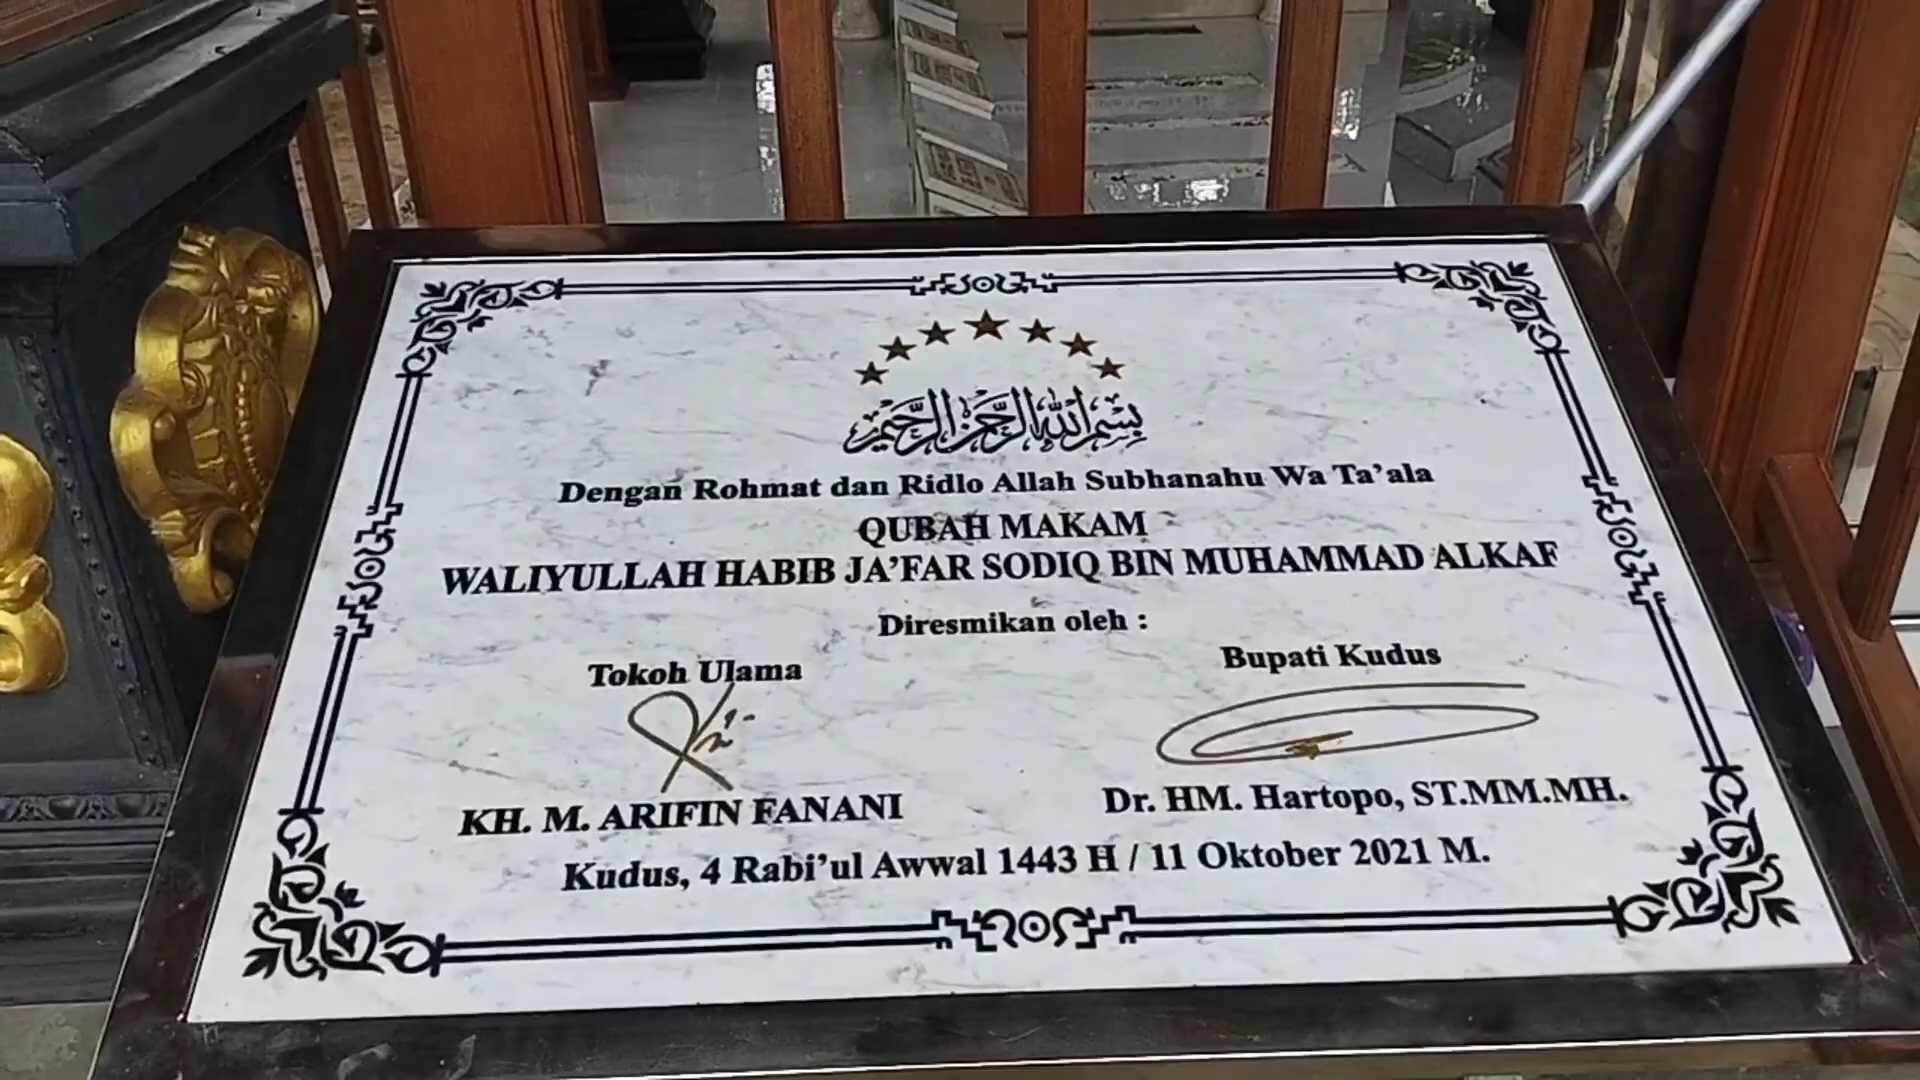 بسم الله الرحمن الرحيم
Dengan Rohmat dan Ridlo Allah Subhanahu Wa Ta'ala
QUBAH MAKAM
WALIYULLAH HABIB JA'FAR SODIQ BIN MUHAMMAD ALKAF
Diresmikan oleh :
Tokoh Ulama
Bupati Kudus
KH. M. ARIFIN FANANI
Dr. HM. Hartopo, ST.MM.MH.
Kudus, 4 Rabi'ul Awwal 1443 H / 11 Oktober 2021 M.